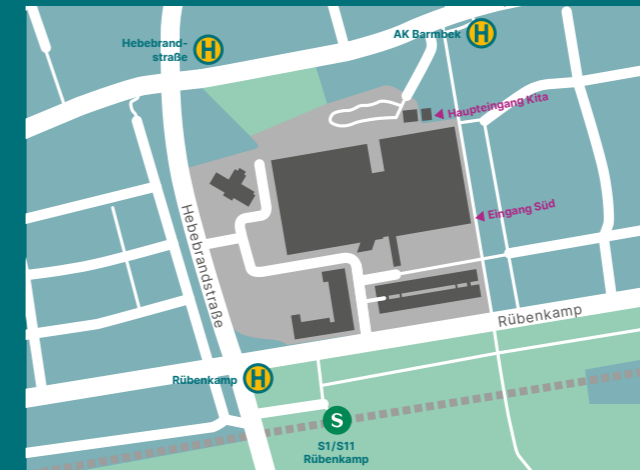 AK Barmbek
H
Hebebrand-
straße
H
Haupteingang Kita
Eingang Süd
Hebebrandstraße
Rübenkamp
Rübenkamp
H
S
S1/S11
Rübenkamp